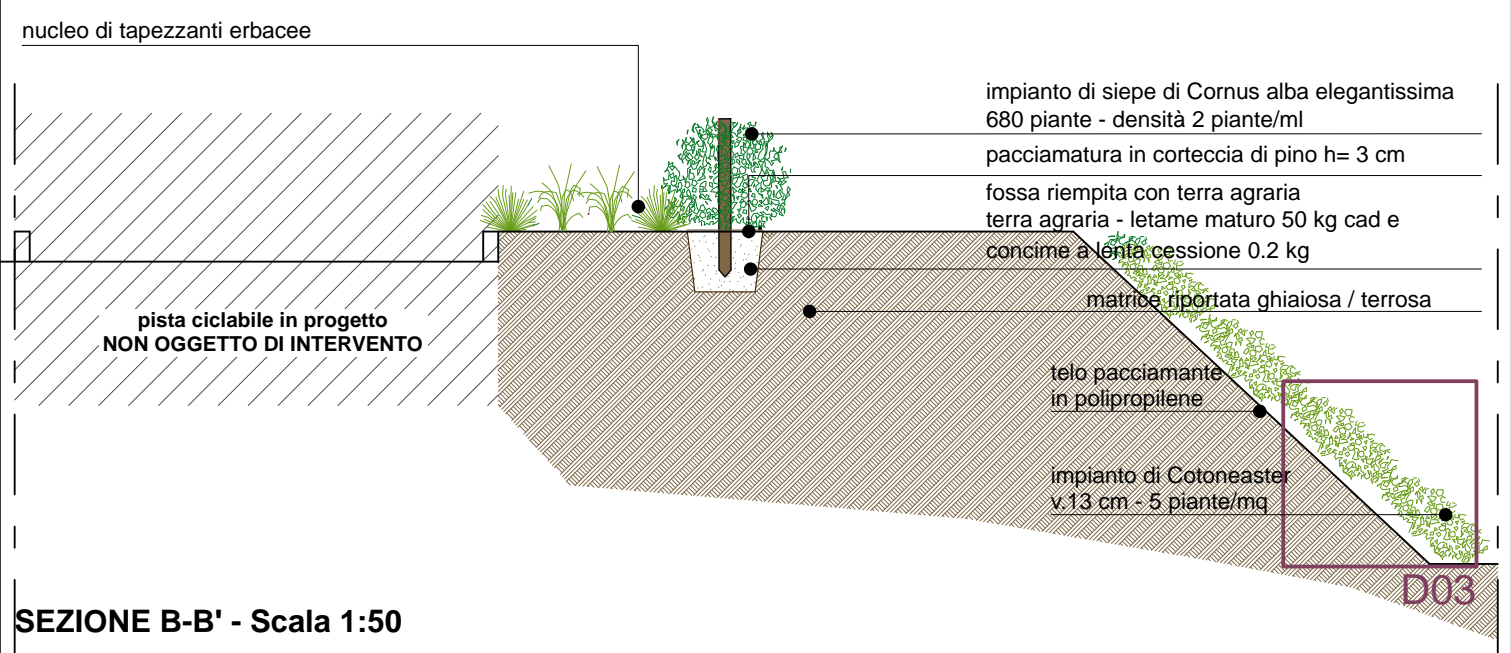 nucleo di tapezzanti erbacee
impianto di siepe di Cornus alba elegantissima
680 piante - densità 2 piante/ml
pacciamatura in corteccia di pino h= 3 cm
fossa riempita con terra agraria
terra agraria - letame maturo 50 kg cad e
concime a lenta cessione 0.2 kg
matrice riportata ghiaiosa / terrosa
pista ciclabile in progetto
NON OGGETTO DI INTERVENTO
telo pacciamante
in polipropilene
impianto di Cotoneaster
v.13 cm - 5 piante/mq
D03
SEZIONE B-B' - Scala 1:50